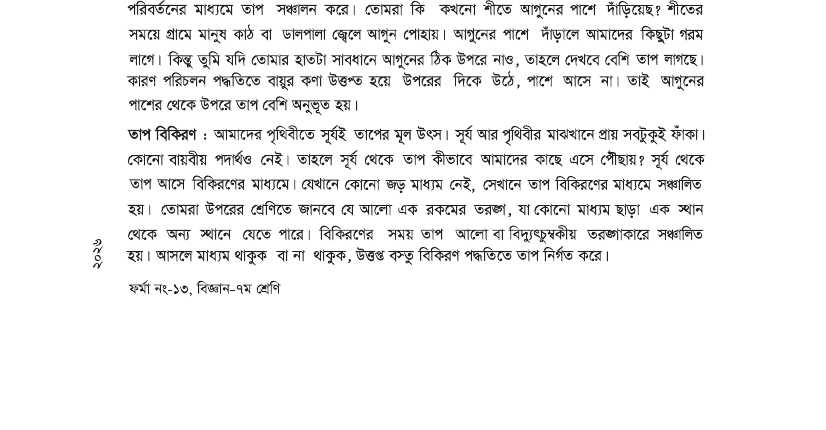 পরিবর্তনের মাধ্যমে তাপ সঞ্চালন করে। তোমরা কি কখনো শীতে আগুনের পাশে দাঁড়িয়েছ? শীতের
সময়ে গ্রামে মানুষ কাঠ বা ডালপালা জ্বেলে আগুন পোহায়। আগুনের পাশে দাঁড়ালে আমাদের কিছুটা গরম
লাগে। কিন্তু তুমি যদি তোমার হাতটা সাবধানে আগুনের ঠিক উপরে নাও, তাহলে দেখবে বেশি তাপ লাগছে।
কারণ পরিচলন পদ্ধতিতে বায়ুর কণা উত্তপ্ত হয়ে উপরের দিকে উঠে, পাশে আসে না। তাই আগুনের
পাশের থেকে উপরে তাপ বেশি অনুভূত হয়।
তাপ বিকিরণ : আমাদের পৃথিবীতে সূর্যই তাপের মূল উৎস। সূর্য আর পৃথিবীর মাঝখানে প্রায় সবটুকুই ফাঁকা।
কোনো বায়বীয় পদার্থও নেই। তাহলে সূর্য থেকে তাপ কীভাবে আমাদের কাছে এসে পৌঁছায়? সূর্য থেকে
তাপ আসে বিকিরণের মাধ্যমে। যেখানে কোনো জড় মাধ্যম নেই, সেখানে তাপ বিকিরণের মাধ্যমে সঞ্চালিত
হয়। তোমরা উপরের শ্রেণিতে জানবে যে আলো এক রকমের তরঙ্গ, যা কোনো মাধ্যম ছাড়া এক স্থান
থেকে অন্য স্থানে যেতে পারে। বিকিরণের সময় তাপ আলো বা বিদ্যুৎচুম্বকীয় তরঙ্গাকারে সঞ্চালিত
হয়। আসলে মাধ্যম থাকুক বা না থাকুক, উত্তপ্ত বস্তু বিকিরণ পদ্ধতিতে তাপ নির্গত করে।
২০২৬
ফর্মা নং-১৩, বিজ্ঞান-৭ম শ্রেণি